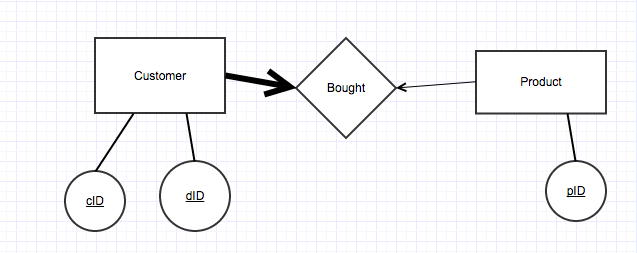 Customer
Bought
Product
cID
dID
pID